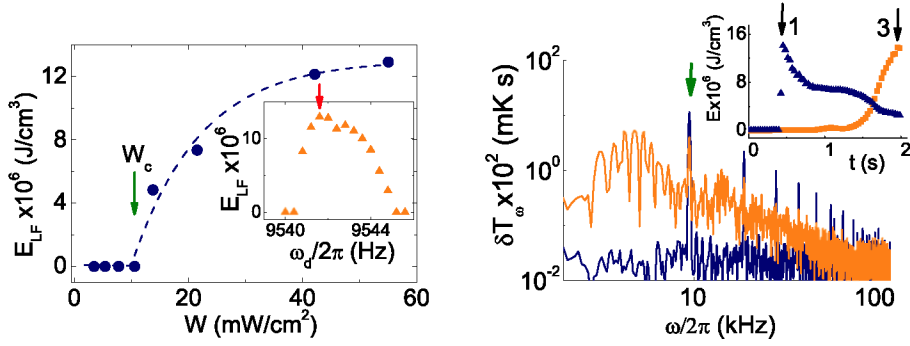 E_LF x10^6 (J/cm^3)
12
8
4
0
W_c
0
20
40
60
W (mW/cm^2)
E_LF x10^6
10
0
9540
9544
ω_d/2π (Hz)
δT_ω x10^2 (mK s)
10^2
10^0
10^-2
10
100
ω/2π (kHz)
Ex10^6 (J/cm^3)
16
8
0
0
1
2
t (s)
1
3